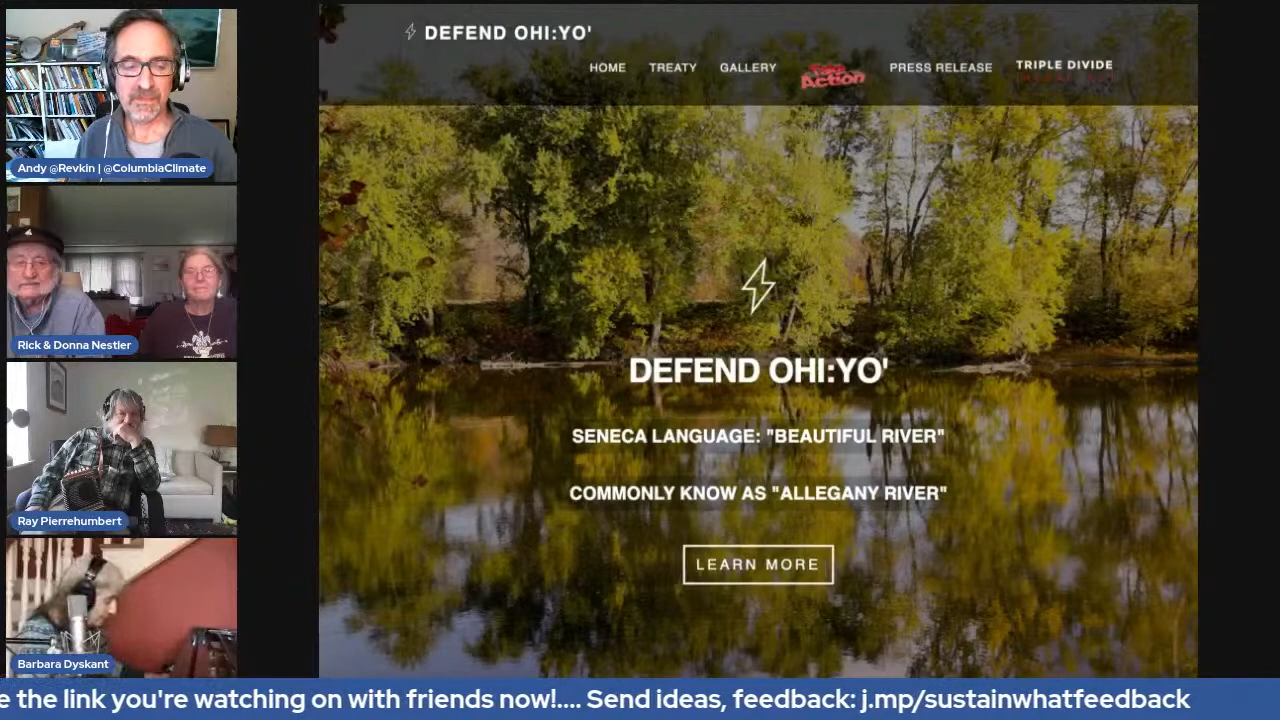 DEFEND OHI:YO'
HOME TREATY GALLERY Take Action PRESS RELEASE TRIPLE DIVIDE
Andy @Revkin | @ColumbiaClimate
Rick & Donna Nestler
Ray Pierrehumbert
Barbara Dyskant
DEFEND OHI:YO'
SENECA LANGUAGE: "BEAUTIFUL RIVER"
COMMONLY KNOW AS "ALLEGANY RIVER"
LEARN MORE
e the link you're watching on with friends now!.... Send ideas, feedback: j.mp/sustainwhatfeedback